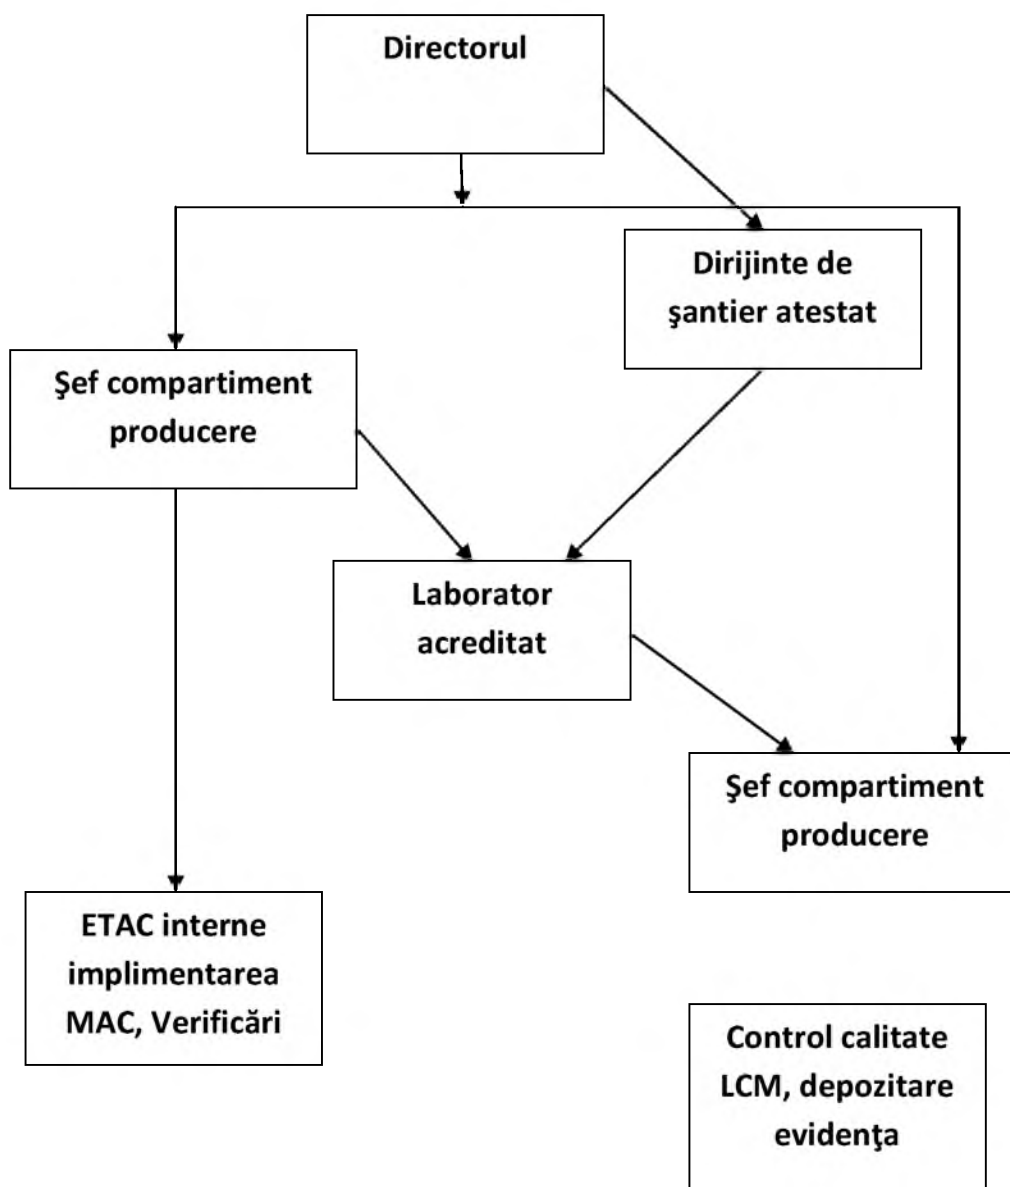 Directorul
Dirijinte de
şantier atestat
Şef compartiment
producere
Laborator
acreditat
Şef compartiment
producere
ETAC interne
implimentarea
MAC, Verificări
Control calitate
LCM, depozitare
evidenţa